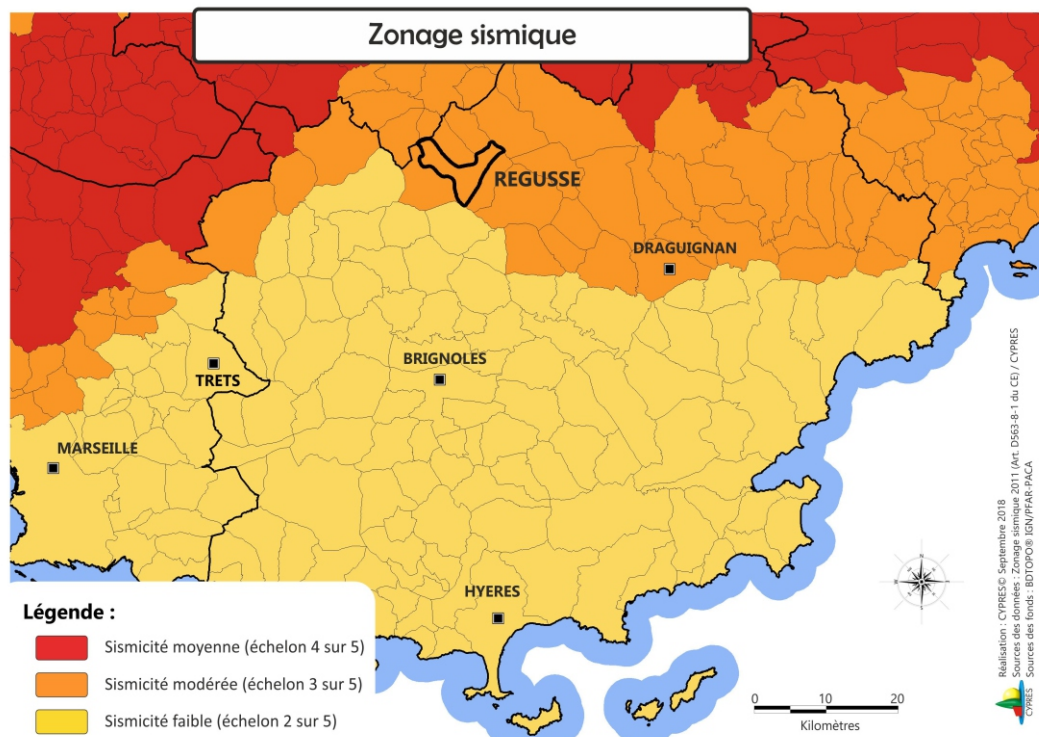 Zonage sismique
REGUSSE
DRAGUIGNAN
BRIGNOLES
TRETS
MARSEILLE
HYERES
Légende :
Sismicité moyenne (échelon 4 sur 5)
Sismicité modérée (échelon 3 sur 5)
Sismicité faible (échelon 2 sur 5)
0 10 20
Kilomètres
N
Réalisation : CYPRES© Septembre 2018
Sources des données : Zonage sismique 2011 (Art. D563-8-1 du CE) / CYPRES
Sources des fonds : BDTOPO® IGN/PFAR-PACA
CYPRES